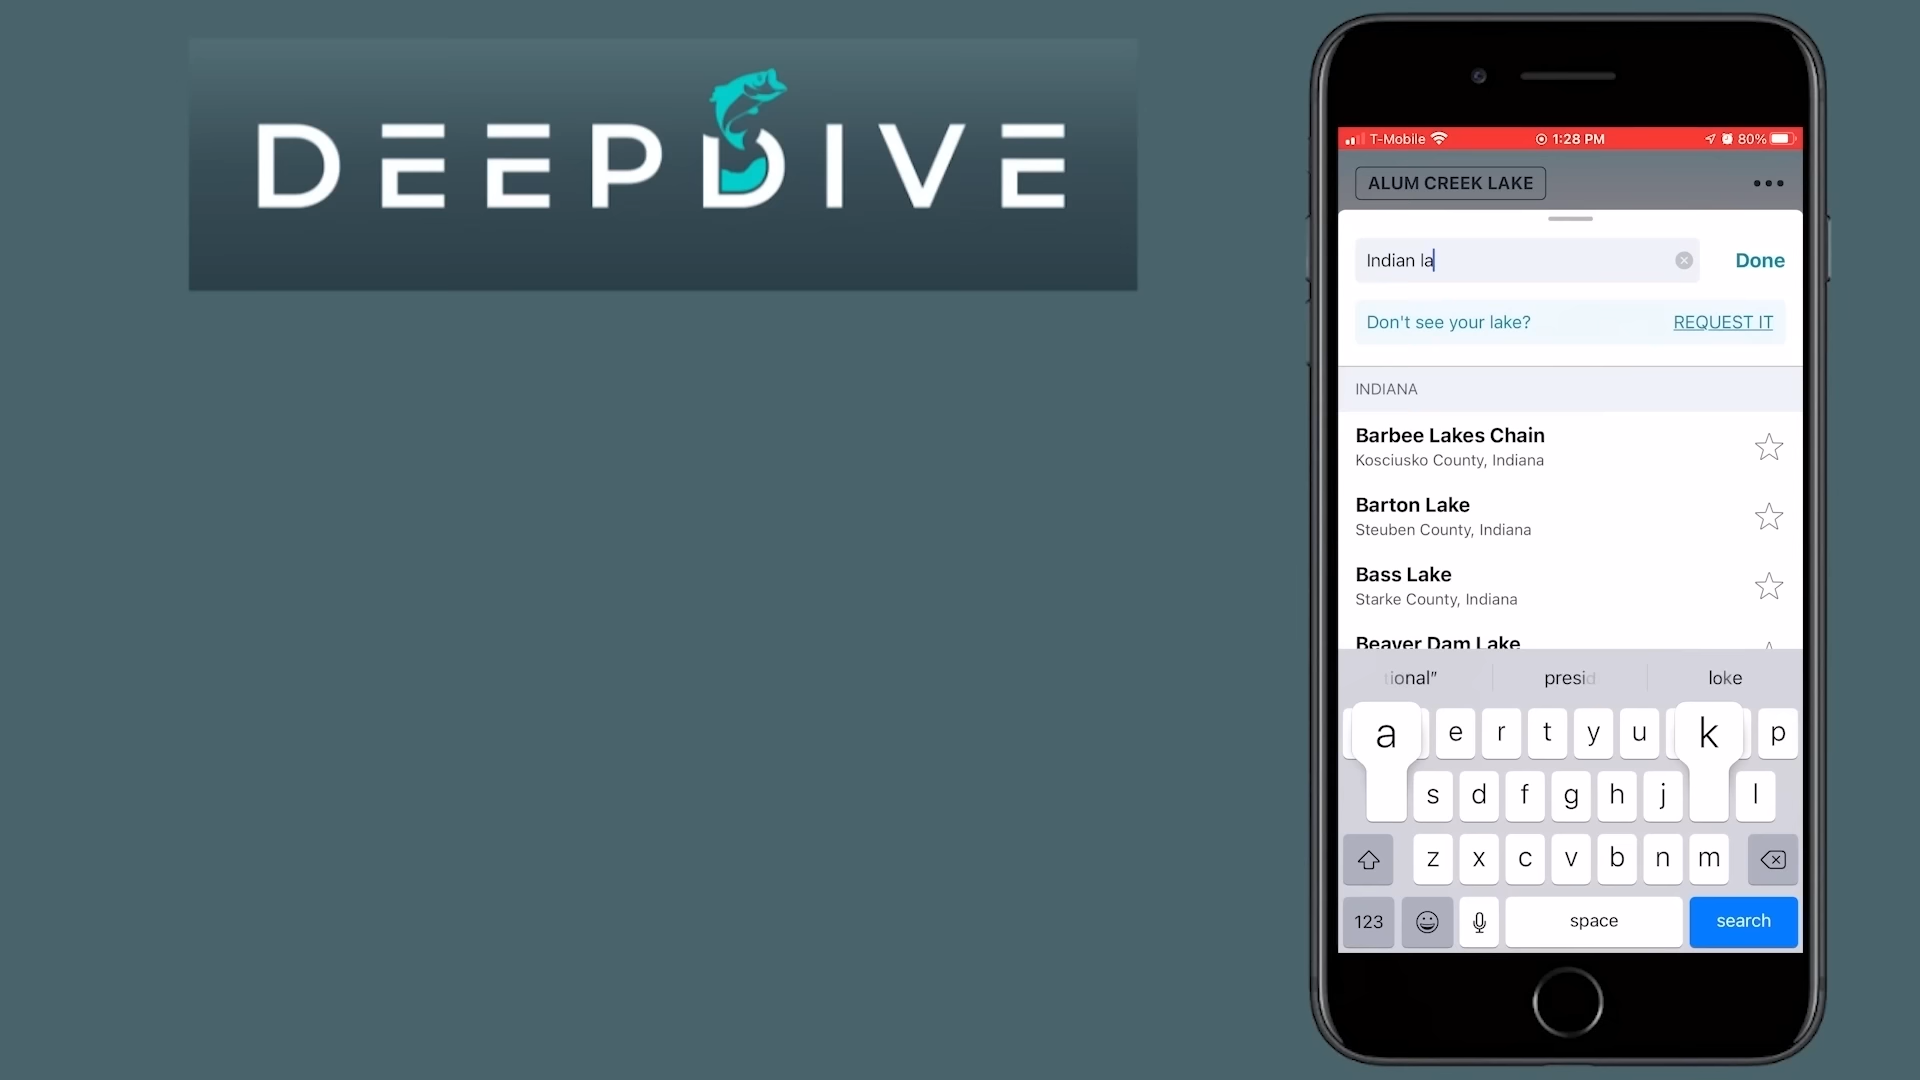 DEEPDIVE
T-Mobile 1:28 PM 80%
ALUM CREEK LAKE
Indian la
Done
Don't see your lake?
REQUEST IT
INDIANA
Barbee Lakes Chain
Kosciusko County, Indiana
Barton Lake
Steuben County, Indiana
Bass Lake
Starke County, Indiana
Beaver Dam Lake
tional” presid loke
a e r t y u k p
s d f g h j l
z x c v b n m
123 space search